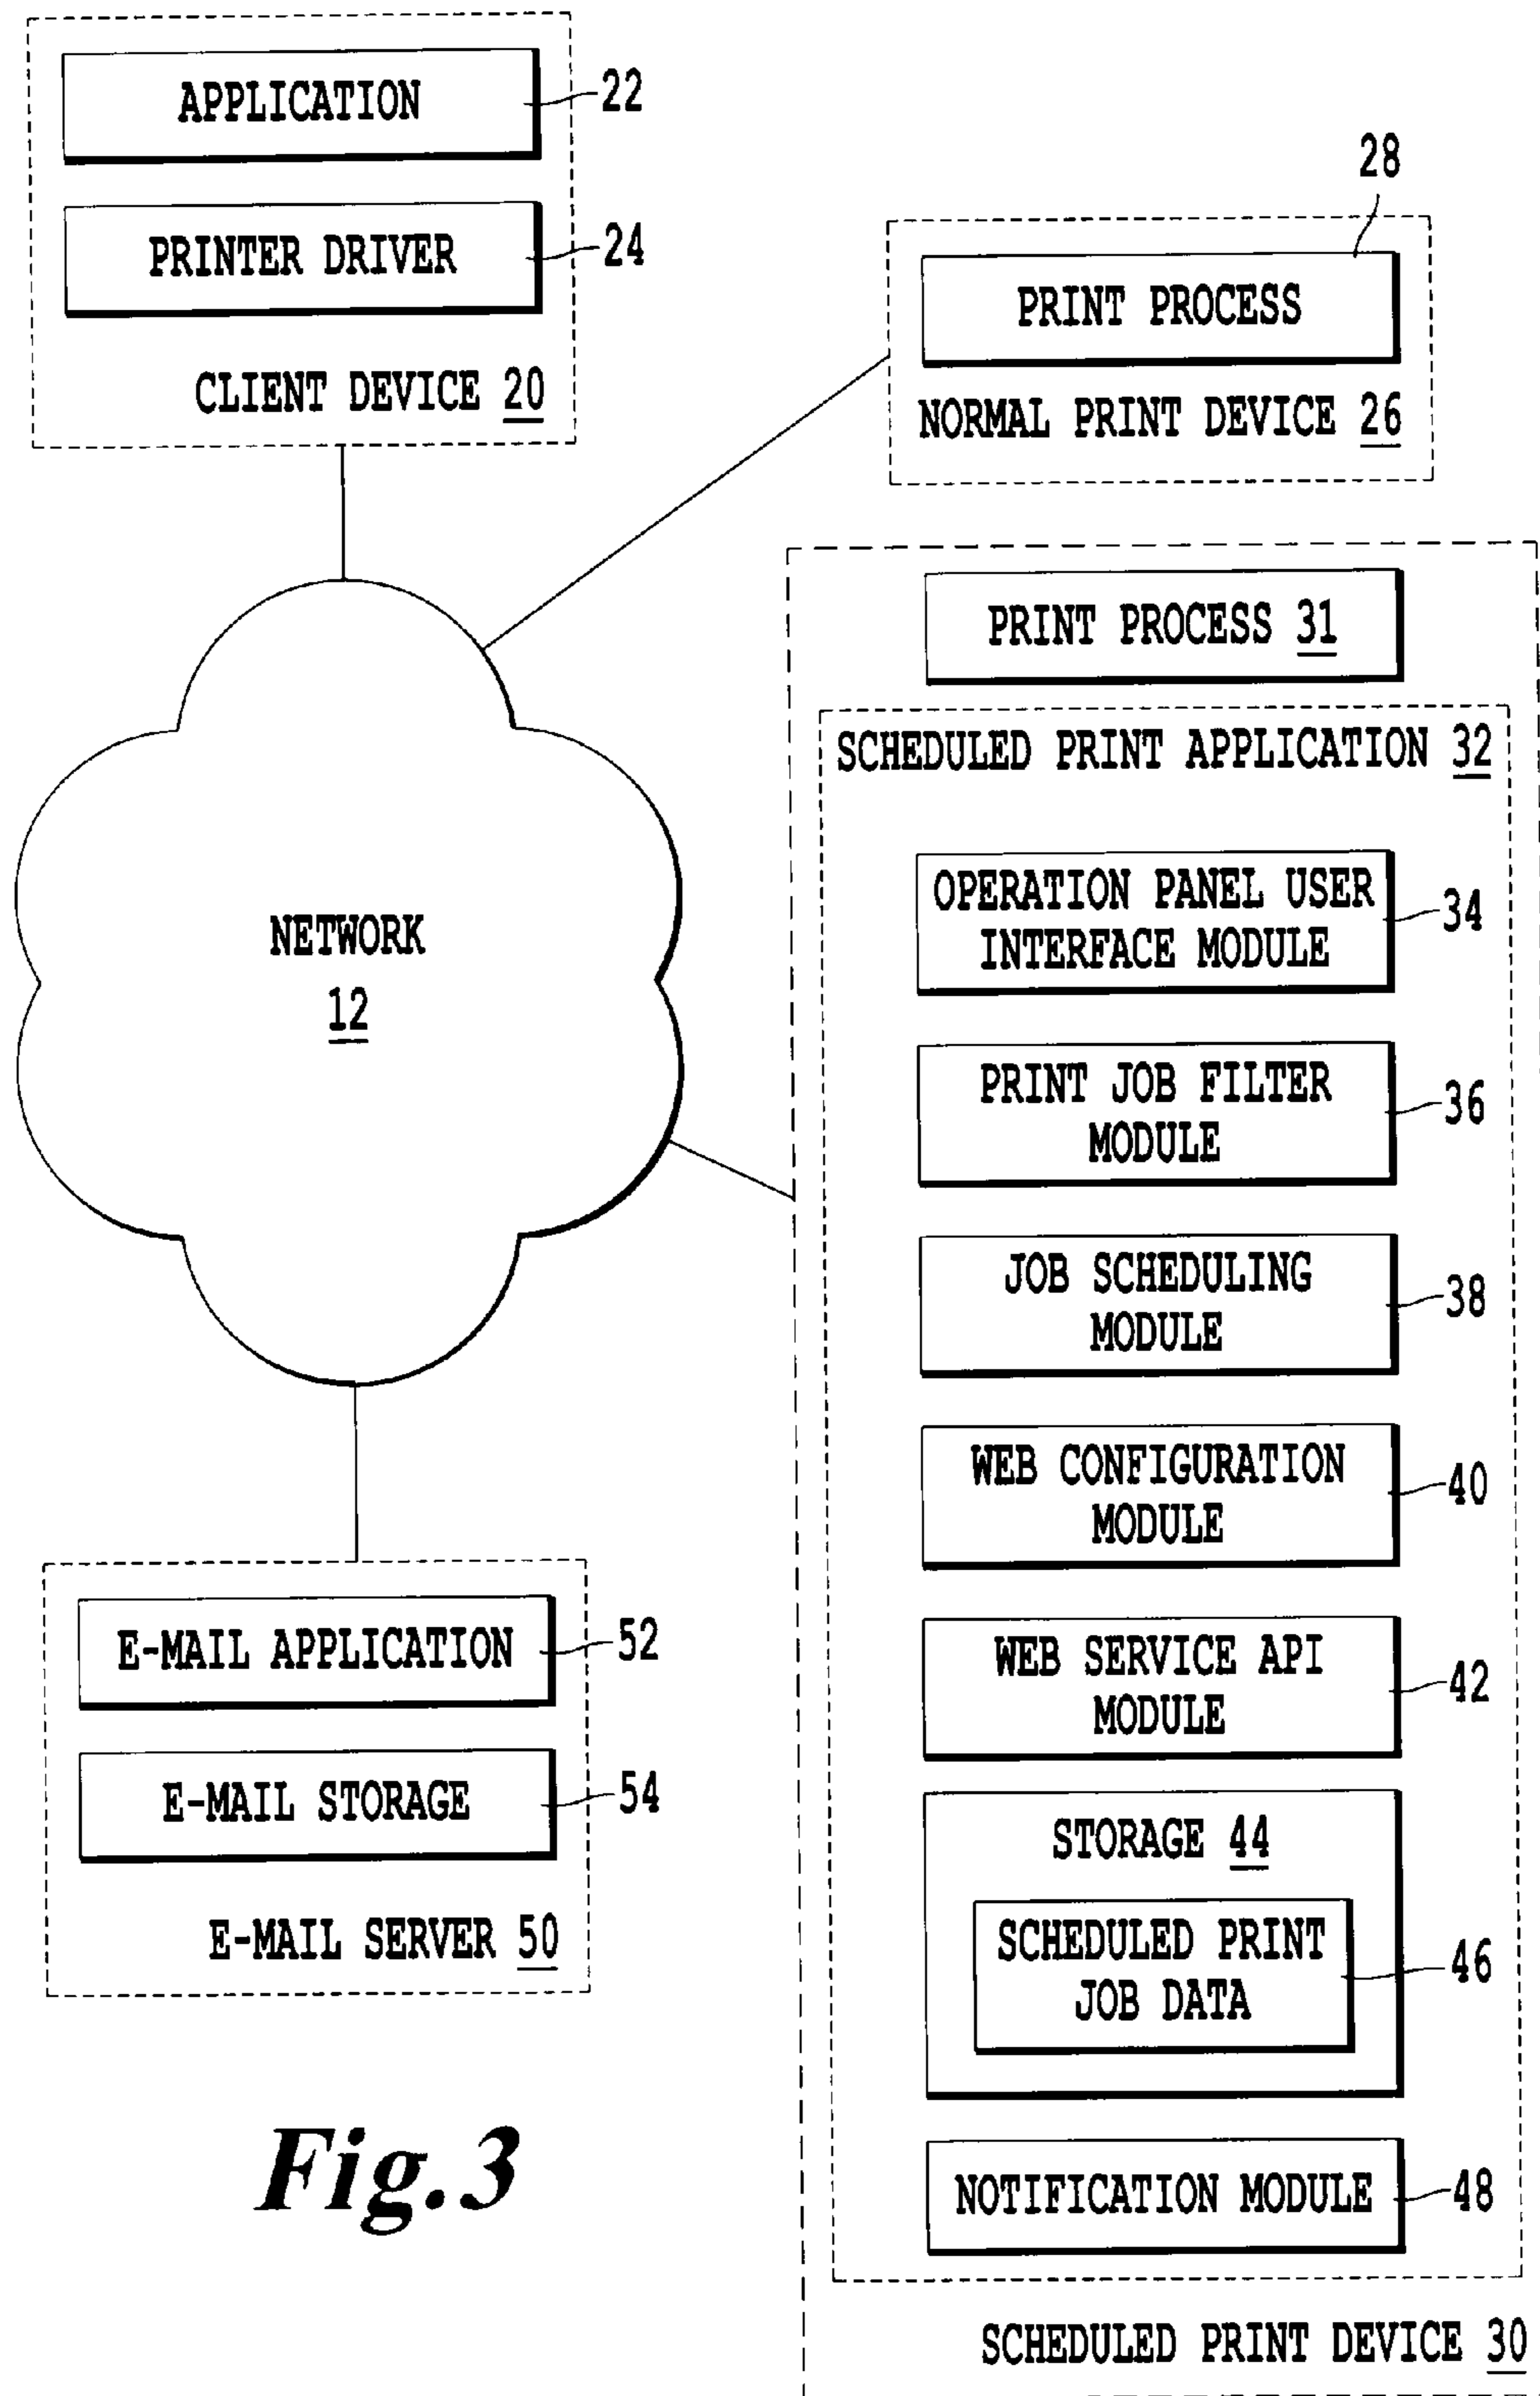 APPLICATION 22
PRINTER DRIVER 24
CLIENT DEVICE 20
28
PRINT PROCESS
NORMAL PRINT DEVICE 26
NETWORK
12
PRINT PROCESS 31
SCHEDULED PRINT APPLICATION 32
OPERATION PANEL USER
INTERFACE MODULE
34
PRINT JOB FILTER
MODULE
36
JOB SCHEDULING
MODULE
38
WEB CONFIGURATION
MODULE
40
WEB SERVICE API
MODULE
42
STORAGE 44
SCHEDULED PRINT
JOB DATA
46
NOTIFICATION MODULE 48
SCHEDULED PRINT DEVICE 30
E-MAIL APPLICATION 52
E-MAIL STORAGE 54
E-MAIL SERVER 50
Fig.3